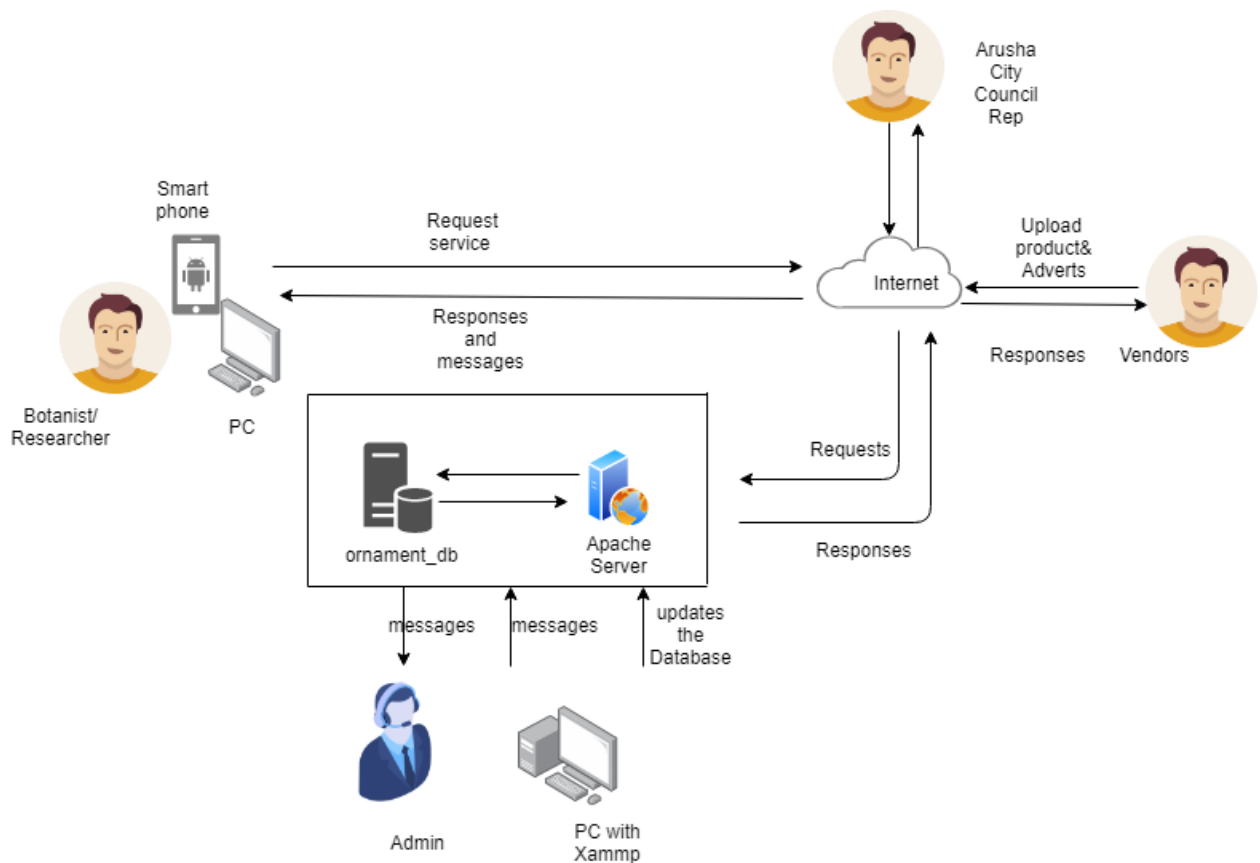 Arusha
City
Council
Rep
Smart
phone
Request
service
Upload
product&
Adverts
Internet
Responses
and
messages
Responses
Vendors
Botanist/
Researcher
PC
Requests
ornament_db
Apache
Server
Responses
messages
messages
updates
the
Database
Admin
PC with
Xammp